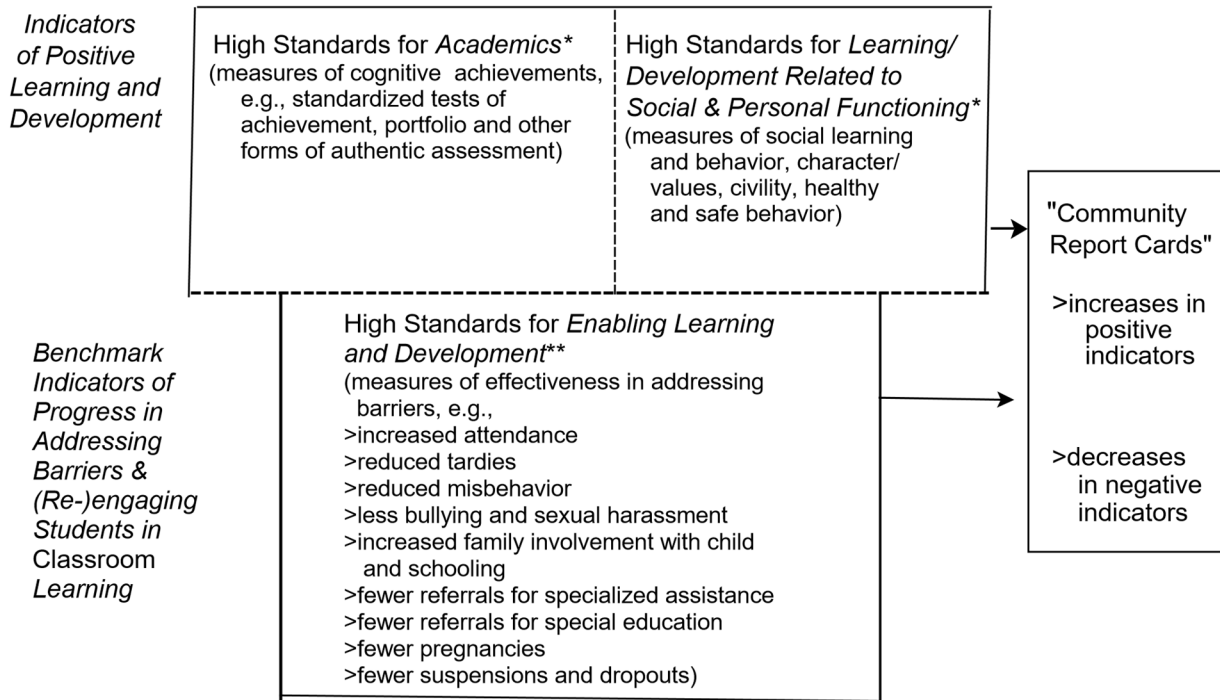 Indicators
of Positive
Learning and
Development
High Standards for Academics*
(measures of cognitive achievements,
e.g., standardized tests of
achievement, portfolio and other
forms of authentic assessment)
High Standards for Learning/
Development Related to
Social & Personal Functioning*
(measures of social learning
and behavior, character/
values, civility, healthy
and safe behavior)
"Community
Report Cards"
>increases in
positive
indicators
>decreases
in negative
indicators
Benchmark
Indicators of
Progress in
Addressing
Barriers &
(Re-)engaging
Students in
Classroom
Learning
High Standards for Enabling Learning
and Development**
(measures of effectiveness in addressing
barriers, e.g.,
>increased attendance
>reduced tardies
>reduced misbehavior
>less bullying and sexual harassment
>increased family involvement with child
and schooling
>fewer referrals for specialized assistance
>fewer referrals for special education
>fewer pregnancies
>fewer suspensions and dropouts)